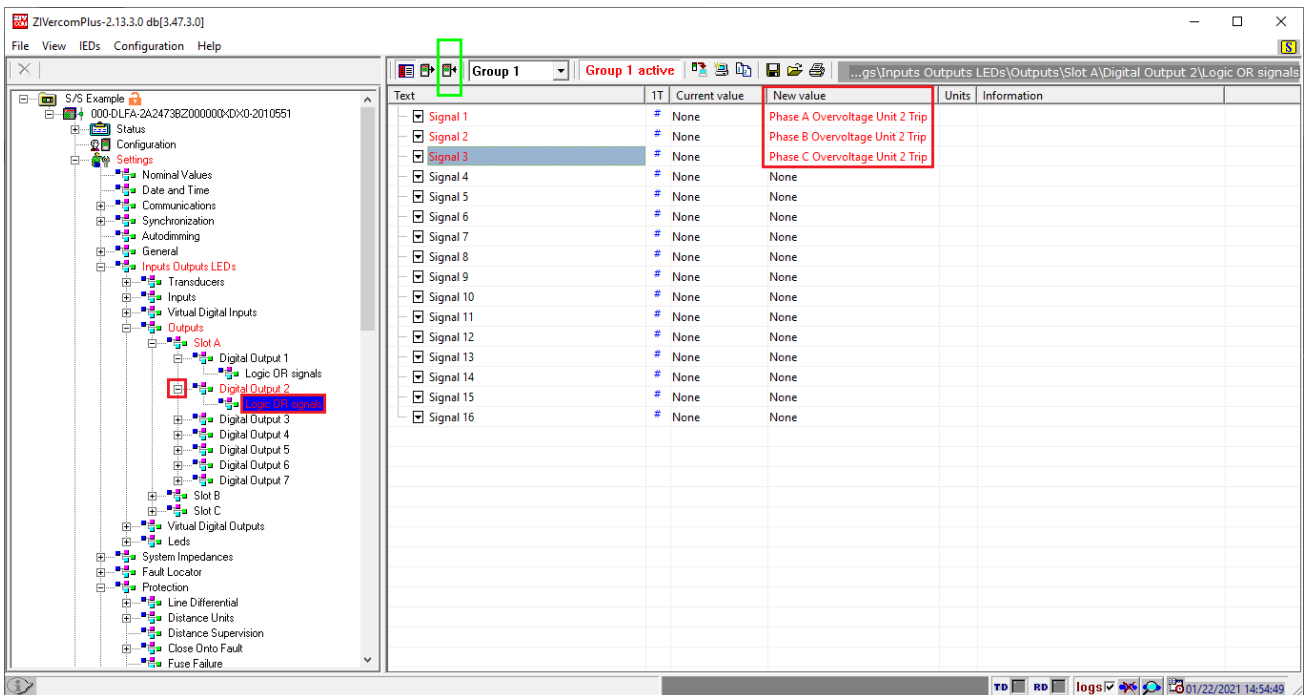 ZIVercomPlus-2.13.3.0 db[3.47.3.0]
File View IEDs Configuration Help
S
Group 1
Group 1 active
...gs\Inputs Outputs LEDs\Outputs\Slot A\Digital Output 2\Logic OR signals
S/S Example
000-DLFA-2A2473BZ000000XDX0-2010551
Status
Configuration
Settings
Nominal Values
Date and Time
Communications
Synchronization
Autodimming
General
Inputs Outputs LEDs
Transducers
Inputs
Virtual Digital Inputs
Outputs
Slot A
Digital Output 1
Logic OR signals
Digital Output 2
Logic OR signals
Digital Output 3
Digital Output 4
Digital Output 5
Digital Output 6
Digital Output 7
Slot B
Slot C
Virtual Digital Outputs
Leds
System Impedances
Fault Locator
Protection
Line Differential
Distance Units
Distance Supervision
Close Onto Fault
Fuse Failure
Text 1T Current value New value Units Information
Signal 1 # None Phase A Overvoltage Unit 2 Trip
Signal 2 # None Phase B Overvoltage Unit 2 Trip
Signal 3 # None Phase C Overvoltage Unit 2 Trip
Signal 4 # None None
Signal 5 # None None
Signal 6 # None None
Signal 7 # None None
Signal 8 # None None
Signal 9 # None None
Signal 10 # None None
Signal 11 # None None
Signal 12 # None None
Signal 13 # None None
Signal 14 # None None
Signal 15 # None None
Signal 16 # None None
TD RD logs 01/22/2021 14:54:49